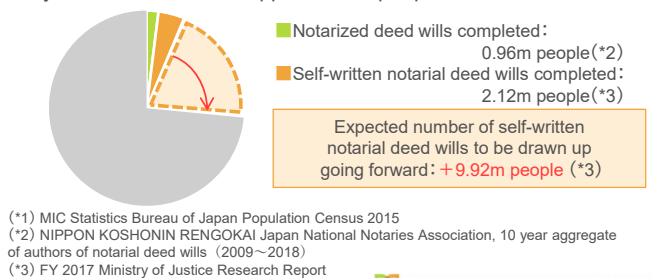 Notarized deed wills completed：
0.96m people(*2)
Self-written notarial deed wills completed：
2.12m people(*3)
Expected number of self-written
notarial deed wills to be drawn up
going forward：＋9.92m people (*3)
(*1) MIC Statistics Bureau of Japan Population Census 2015
(*2) NIPPON KOSHONIN RENGOKAI Japan National Notaries Association, 10 year aggregate
of authors of notarial deed wills（2009～2018）
(*3) FY 2017 Ministry of Justice Research Report